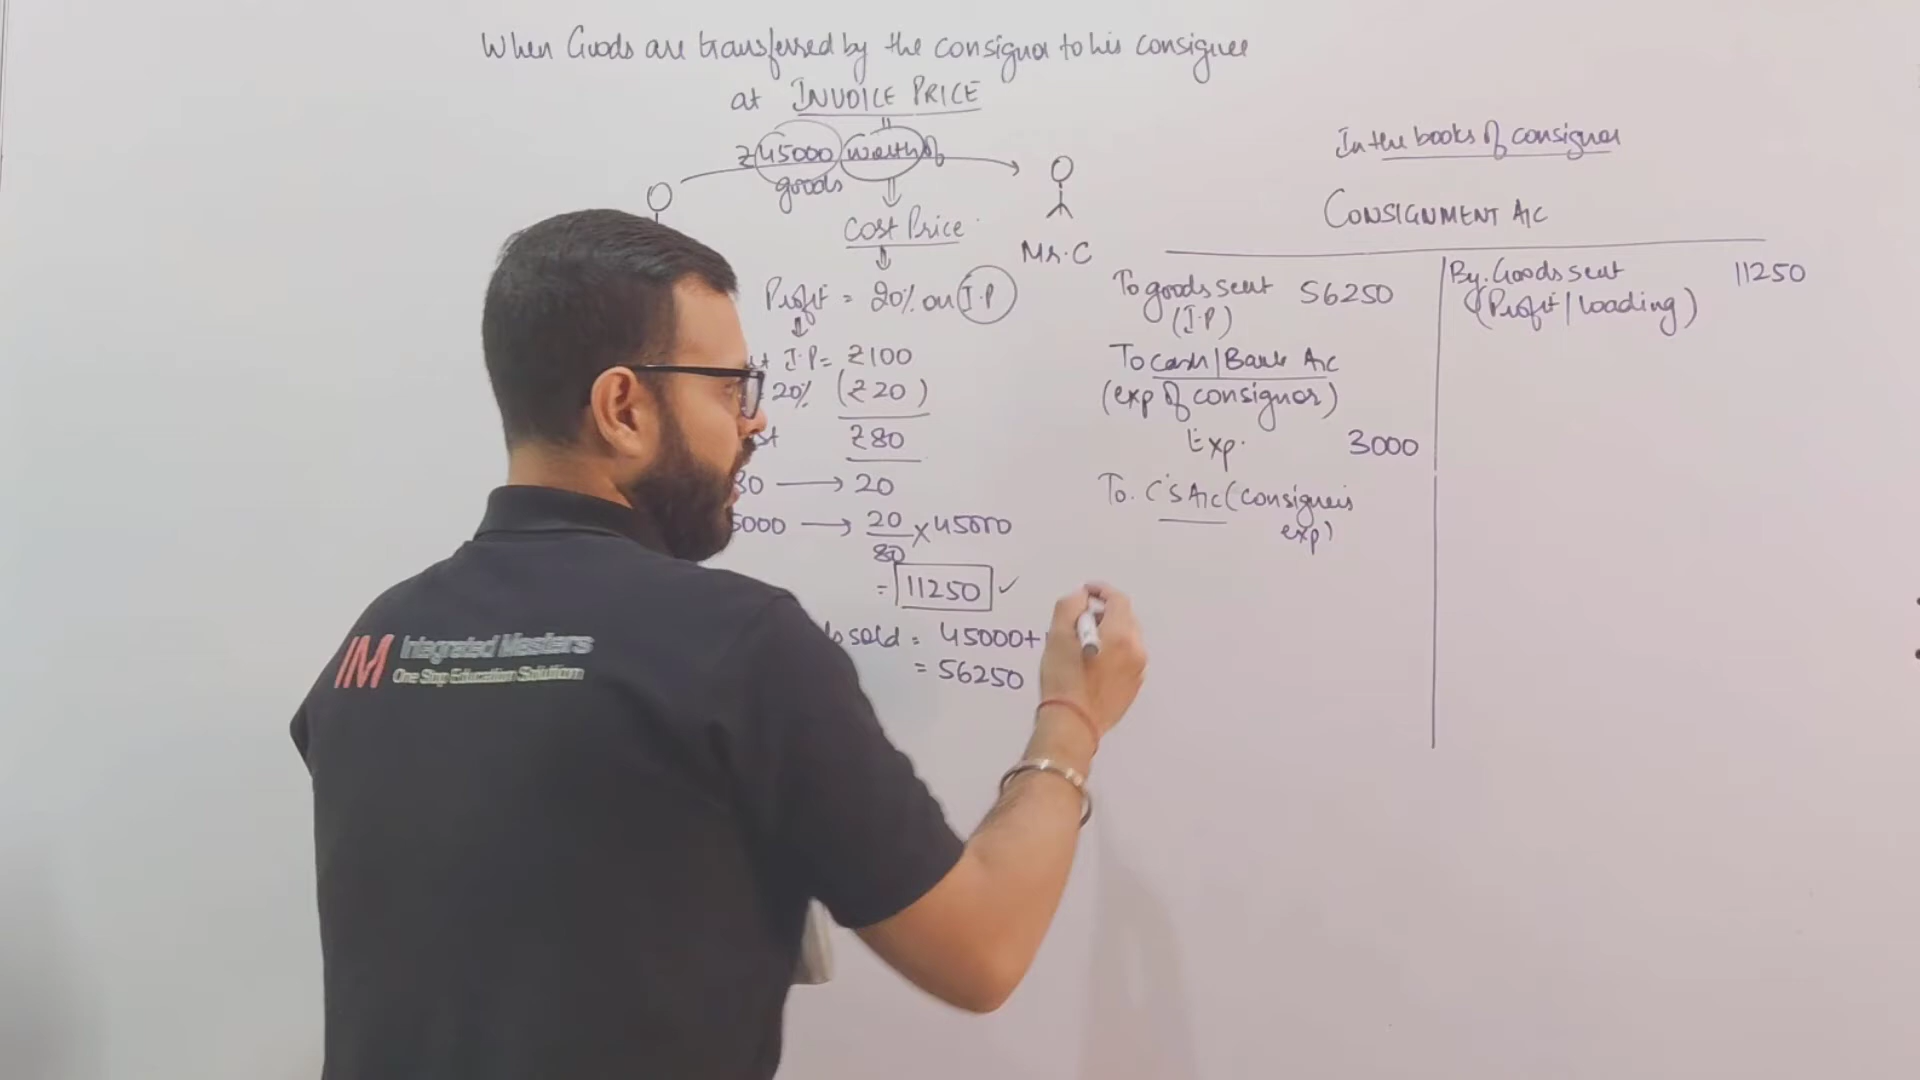 When Goods are transferred by the consignor to his consignee
at INVOICE PRICE
₹45000 worth of
goods
Cost Price
Mr. C
Profit = 20% on I.P
I.P = ₹100
20% (₹20)
₹80
→ 20
→ 20/80 × 45000
= 11250 ✓
sold = 45000+
= 56250
In the books of consignor
CONSIGNMENT A/C
To goods sent 56250
(I.P)
To cash/Bank A/c
(exp of consignor)
Exp. 3000
To. C's A/c (consignee's
exp)
By. Goods sent 11250
(Profit/loading)
IM Integrated Masters
One Stop Education Solution